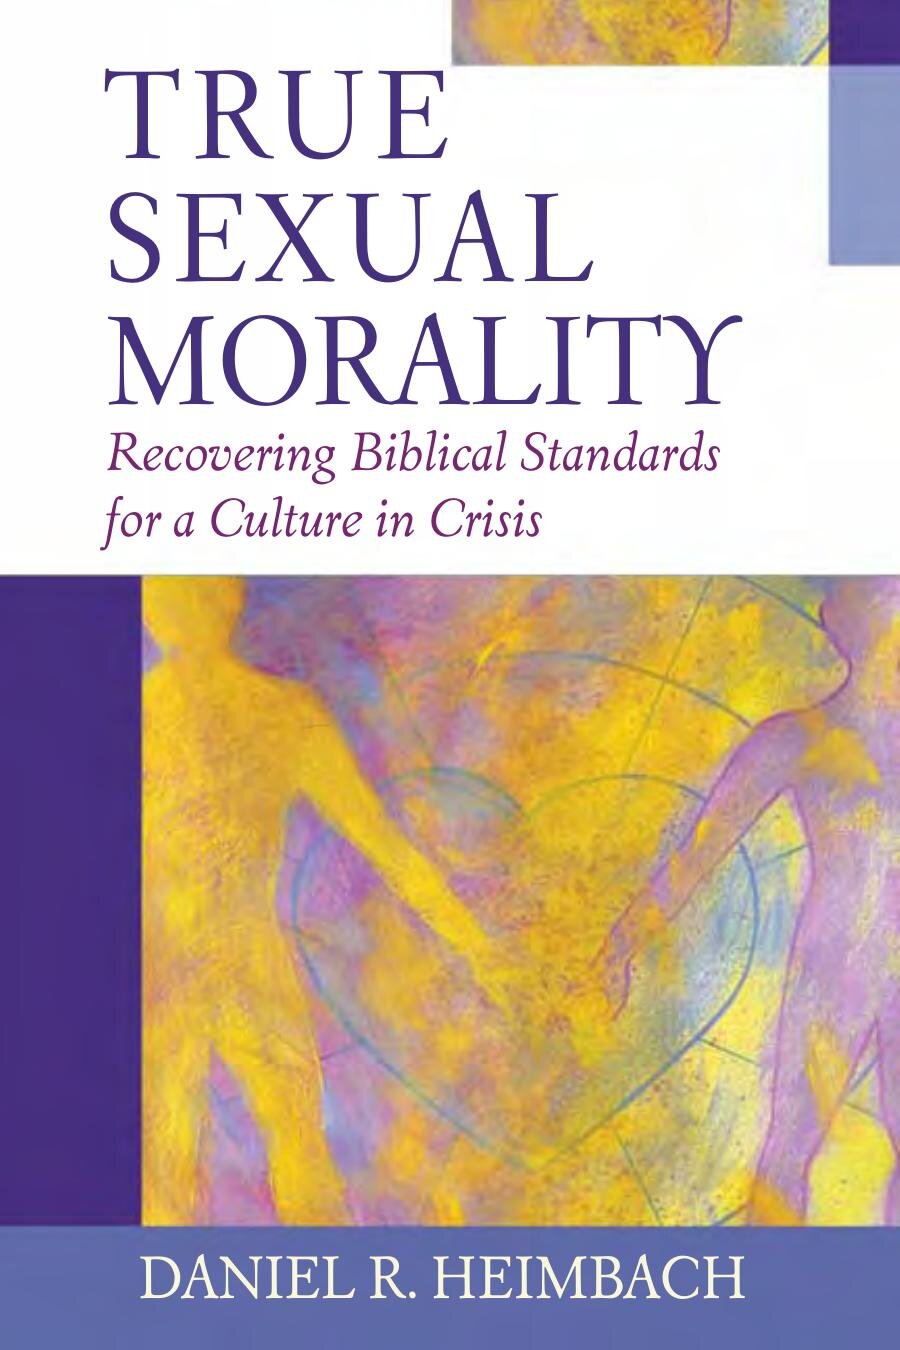 TRUE
SEXUAL
MORALITY
Recovering Biblical Standards
for a Culture in Crisis
DANIEL R. HEIMBACH